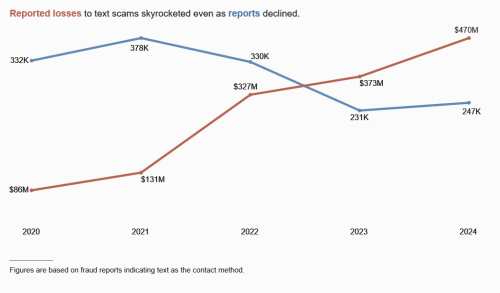 Reported losses to text scams skyrocketed even as reports declined.
$470M
378K
332K
330K
$327M
$373M
247K
231K
$131M
$86M
2020 2021 2022 2023 2024
Figures are based on fraud reports indicating text as the contact method.